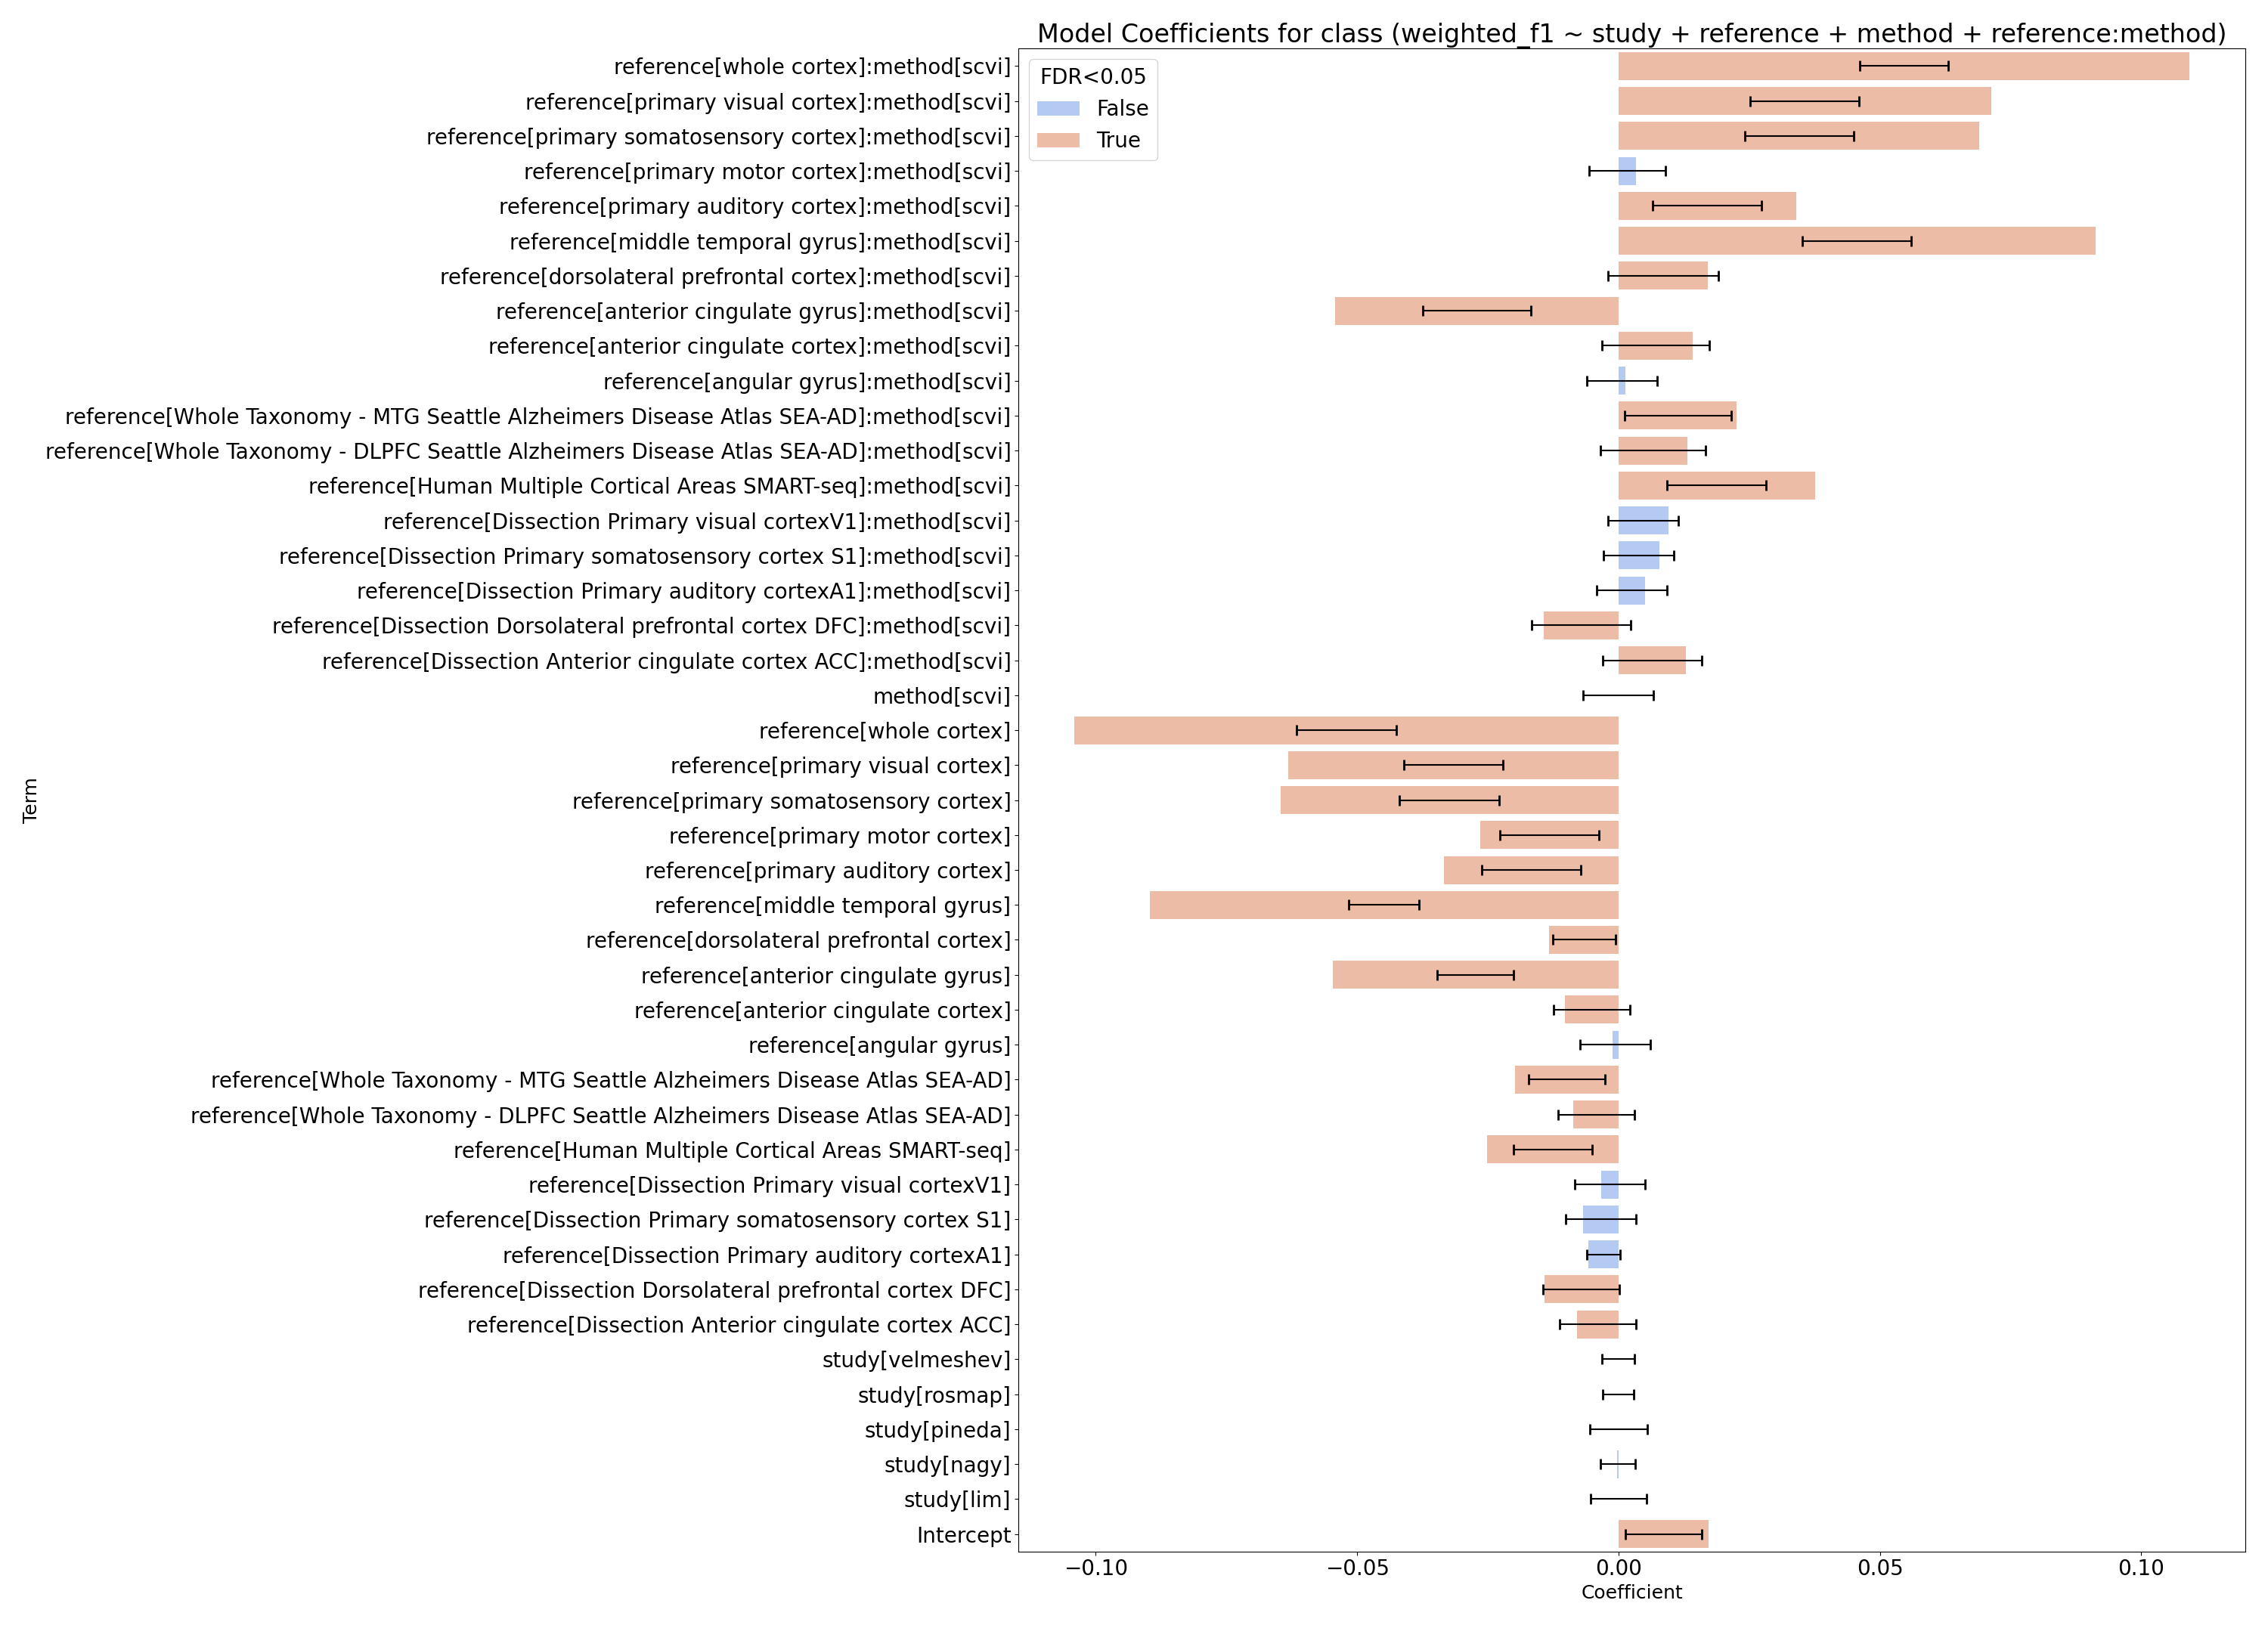 Model Coefficients for class (weighted_f1 ~ study + reference + method + reference:method)
FDR<0.05
False
True
reference[whole cortex]:method[scvi]
reference[primary visual cortex]:method[scvi]
reference[primary somatosensory cortex]:method[scvi]
reference[primary motor cortex]:method[scvi]
reference[primary auditory cortex]:method[scvi]
reference[middle temporal gyrus]:method[scvi]
reference[dorsolateral prefrontal cortex]:method[scvi]
reference[anterior cingulate gyrus]:method[scvi]
reference[anterior cingulate cortex]:method[scvi]
reference[angular gyrus]:method[scvi]
reference[Whole Taxonomy - MTG Seattle Alzheimers Disease Atlas SEA-AD]:method[scvi]
reference[Whole Taxonomy - DLPFC Seattle Alzheimers Disease Atlas SEA-AD]:method[scvi]
reference[Human Multiple Cortical Areas SMART-seq]:method[scvi]
reference[Dissection Primary visual cortexV1]:method[scvi]
reference[Dissection Primary somatosensory cortex S1]:method[scvi]
reference[Dissection Primary auditory cortexA1]:method[scvi]
reference[Dissection Dorsolateral prefrontal cortex DFC]:method[scvi]
reference[Dissection Anterior cingulate cortex ACC]:method[scvi]
method[scvi]
reference[whole cortex]
reference[primary visual cortex]
reference[primary somatosensory cortex]
reference[primary motor cortex]
reference[primary auditory cortex]
reference[middle temporal gyrus]
reference[dorsolateral prefrontal cortex]
reference[anterior cingulate gyrus]
reference[anterior cingulate cortex]
reference[angular gyrus]
reference[Whole Taxonomy - MTG Seattle Alzheimers Disease Atlas SEA-AD]
reference[Whole Taxonomy - DLPFC Seattle Alzheimers Disease Atlas SEA-AD]
reference[Human Multiple Cortical Areas SMART-seq]
reference[Dissection Primary visual cortexV1]
reference[Dissection Primary somatosensory cortex S1]
reference[Dissection Primary auditory cortexA1]
reference[Dissection Dorsolateral prefrontal cortex DFC]
reference[Dissection Anterior cingulate cortex ACC]
study[velmeshev]
study[rosmap]
study[pineda]
study[nagy]
study[lim]
Intercept
Term
−0.10 −0.05 0.00 0.05 0.10
Coefficient